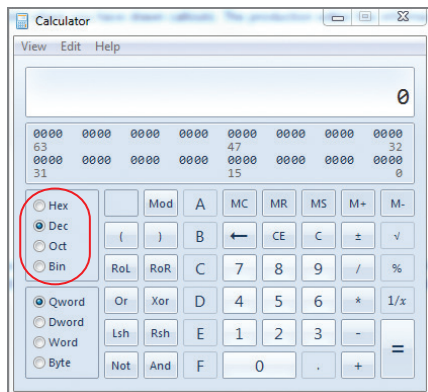 Calculator
View Edit Help
0
0000 0000 0000 0000 0000 0000 0000 0000
63 47 32
0000 0000 0000 0000 0000 0000 0000 0000
31 15 0
Hex Mod A MC MR MS M+ M-
Dec ( ) B ← CE C ± √
Oct
Bin RoL RoR C 7 8 9 / %
Qword Or Xor D 4 5 6 * 1/x
Dword
Word Lsh Rsh E 1 2 3 - =
Byte Not And F 0 . +